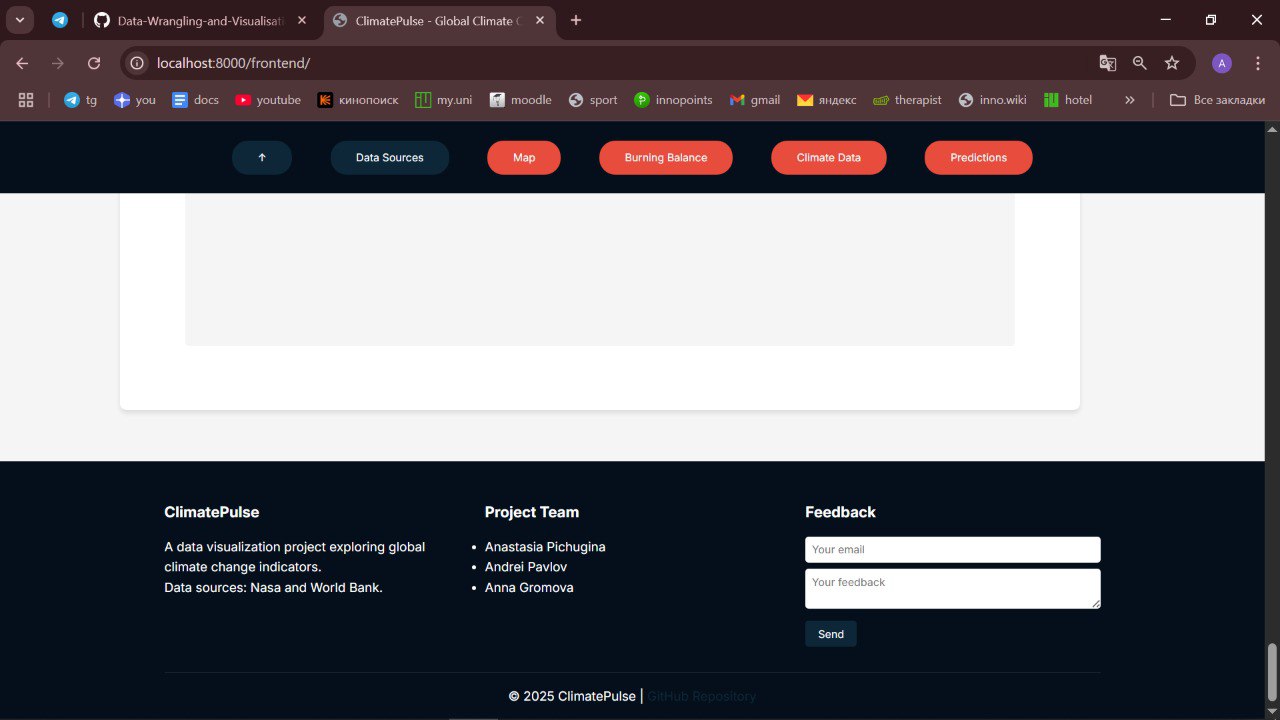 Data-Wrangling-and-Visualisati
ClimatePulse - Global Climate C
localhost:8000/frontend/
A
tg
you
docs
youtube
кинопоиск
my.uni
moodle
sport
innopoints
gmail
яндекс
therapist
inno.wiki
hotel
»
Все закладки
↑
Data Sources
Map
Burning Balance
Climate Data
Predictions
ClimatePulse
A data visualization project exploring global
climate change indicators.
Data sources: Nasa and World Bank.
Project Team
• Anastasia Pichugina
• Andrei Pavlov
• Anna Gromova
Feedback
Your email
Your feedback
Send
© 2025 ClimatePulse | GitHub Repository